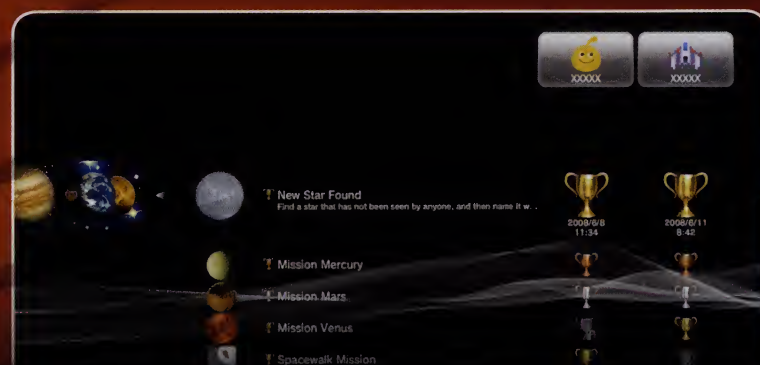 XXXXX XXXXX
New Star Found
Find a star that has not been seen by anyone, and then name it w...
2008/6/8 2008/6/11
11:34 8:42
Mission Mercury
Mission Mars
Mission Venus
Spacewalk Mission